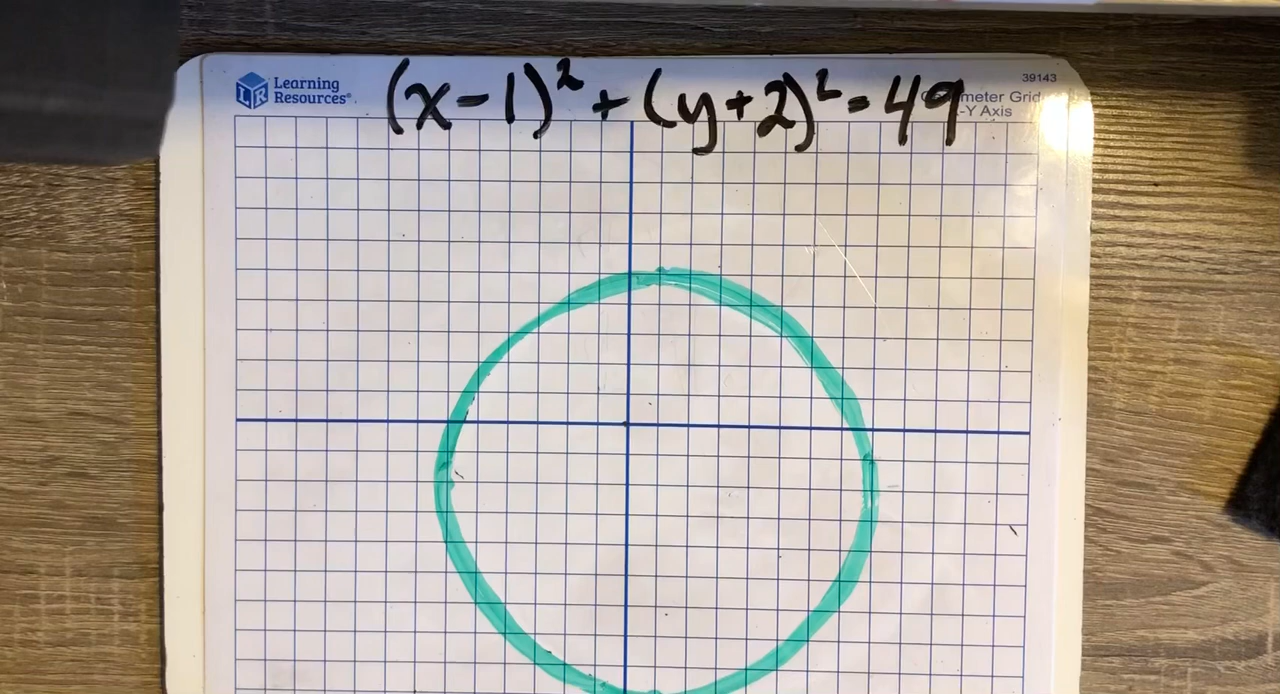 Learning
Resources®
(x-1)² + (y+2)² = 49
39143
meter Grid
-Y Axis